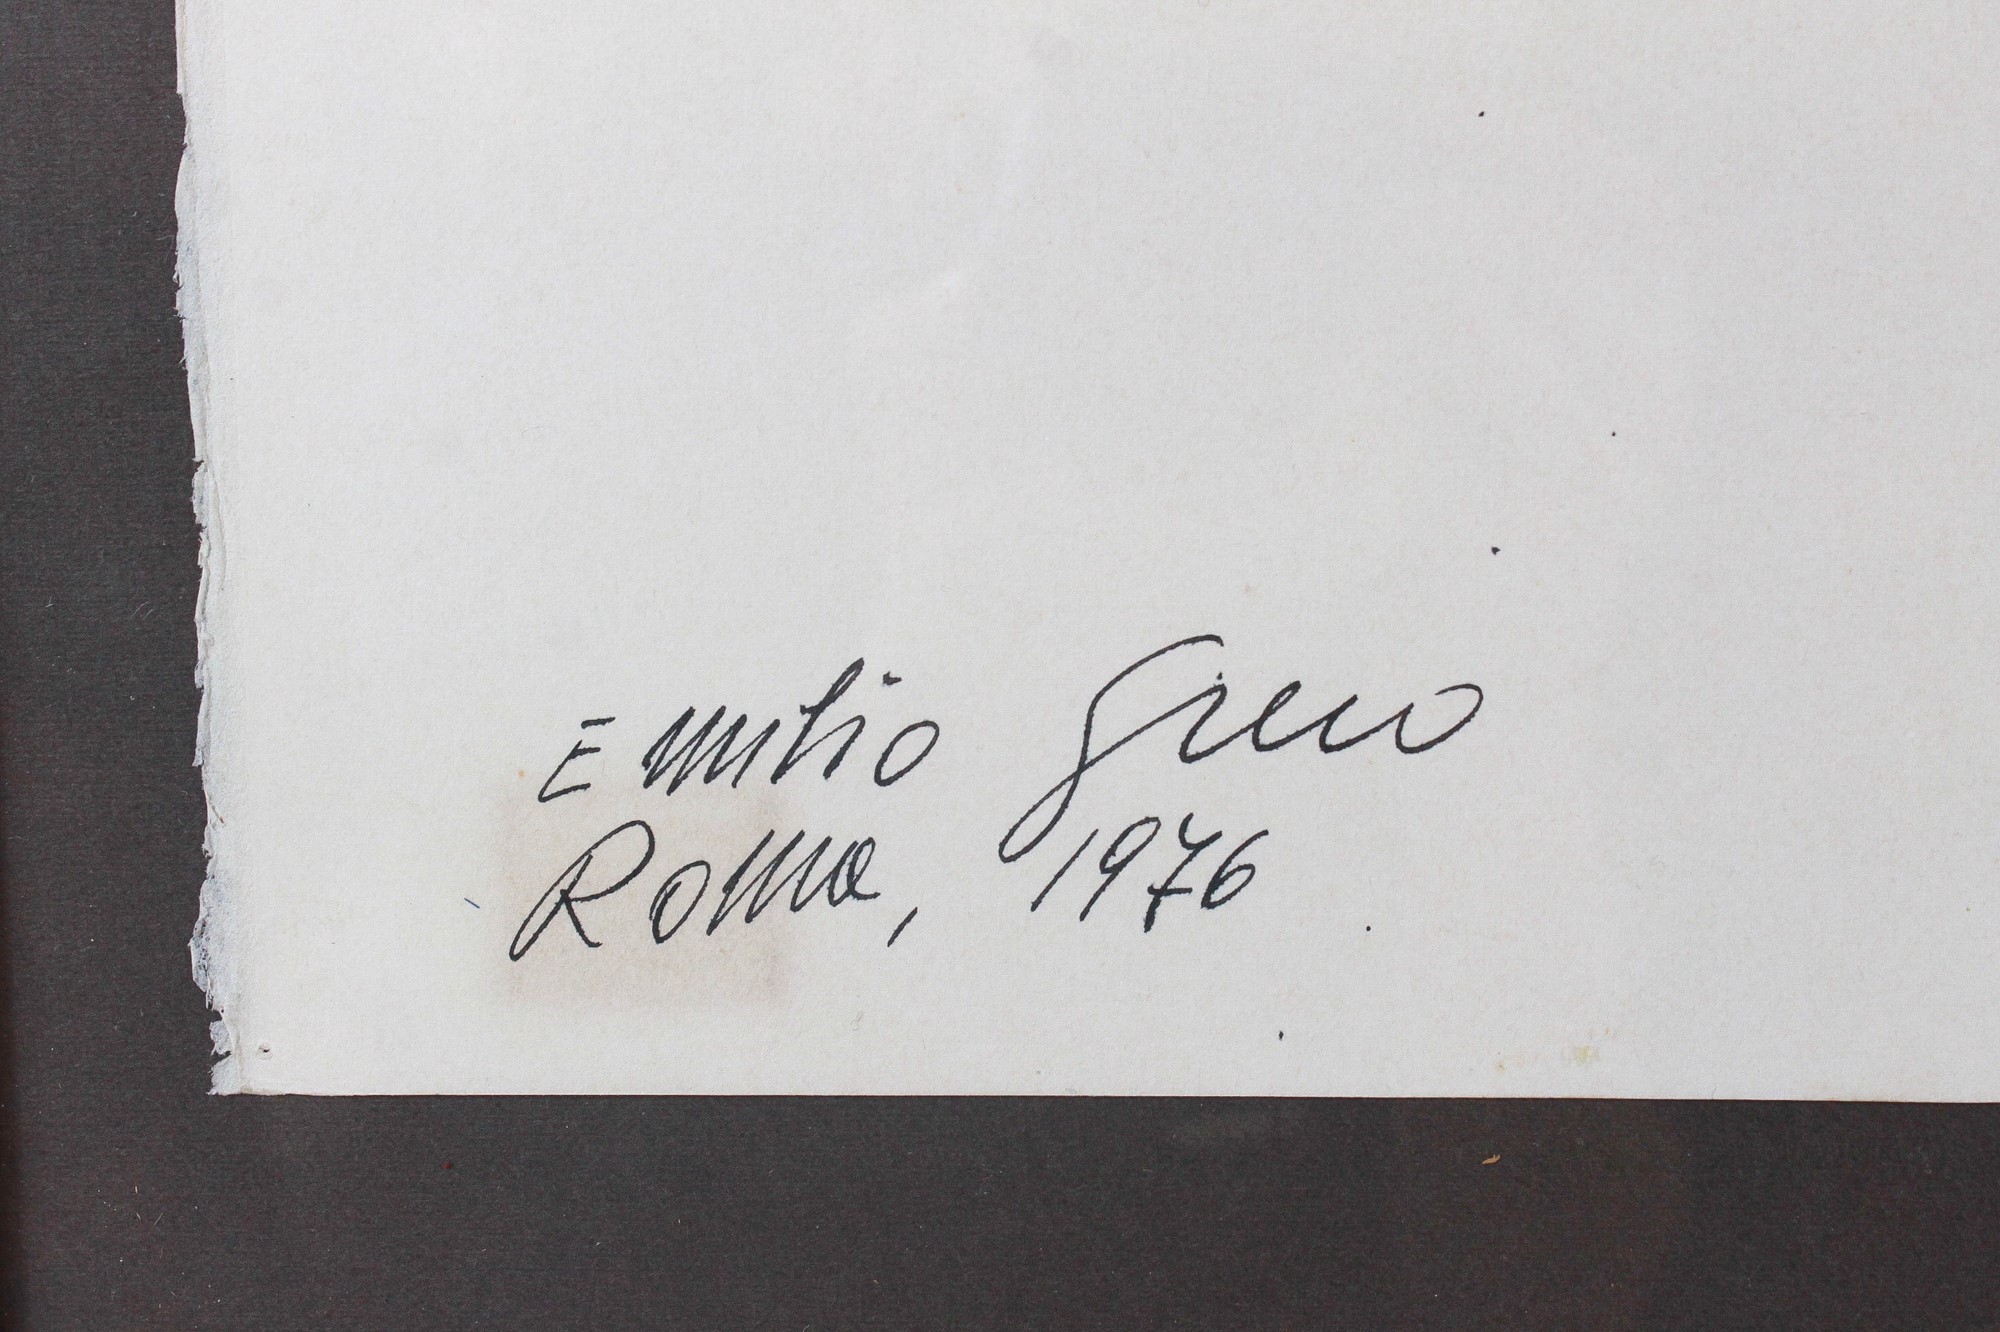 Emilio Greco
Roma, 1976